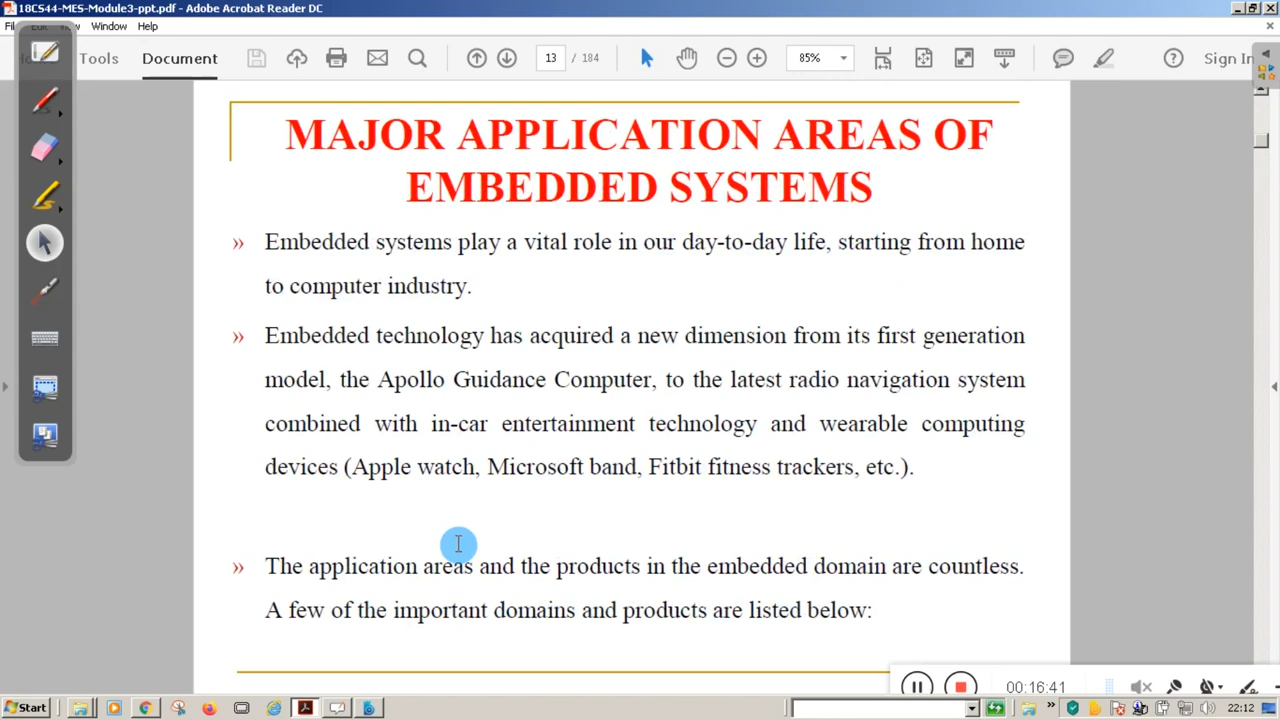 18CS44-MES-Module3-ppt.pdf - Adobe Acrobat Reader DC
Window Help
Tools Document 13 / 184 85% Sign In
MAJOR APPLICATION AREAS OF
EMBEDDED SYSTEMS
» Embedded systems play a vital role in our day-to-day life, starting from home
to computer industry.
» Embedded technology has acquired a new dimension from its first generation
model, the Apollo Guidance Computer, to the latest radio navigation system
combined with in-car entertainment technology and wearable computing
devices (Apple watch, Microsoft band, Fitbit fitness trackers, etc.).
» The application areas and the products in the embedded domain are countless.
A few of the important domains and products are listed below:
00:16:41
Start 22:12